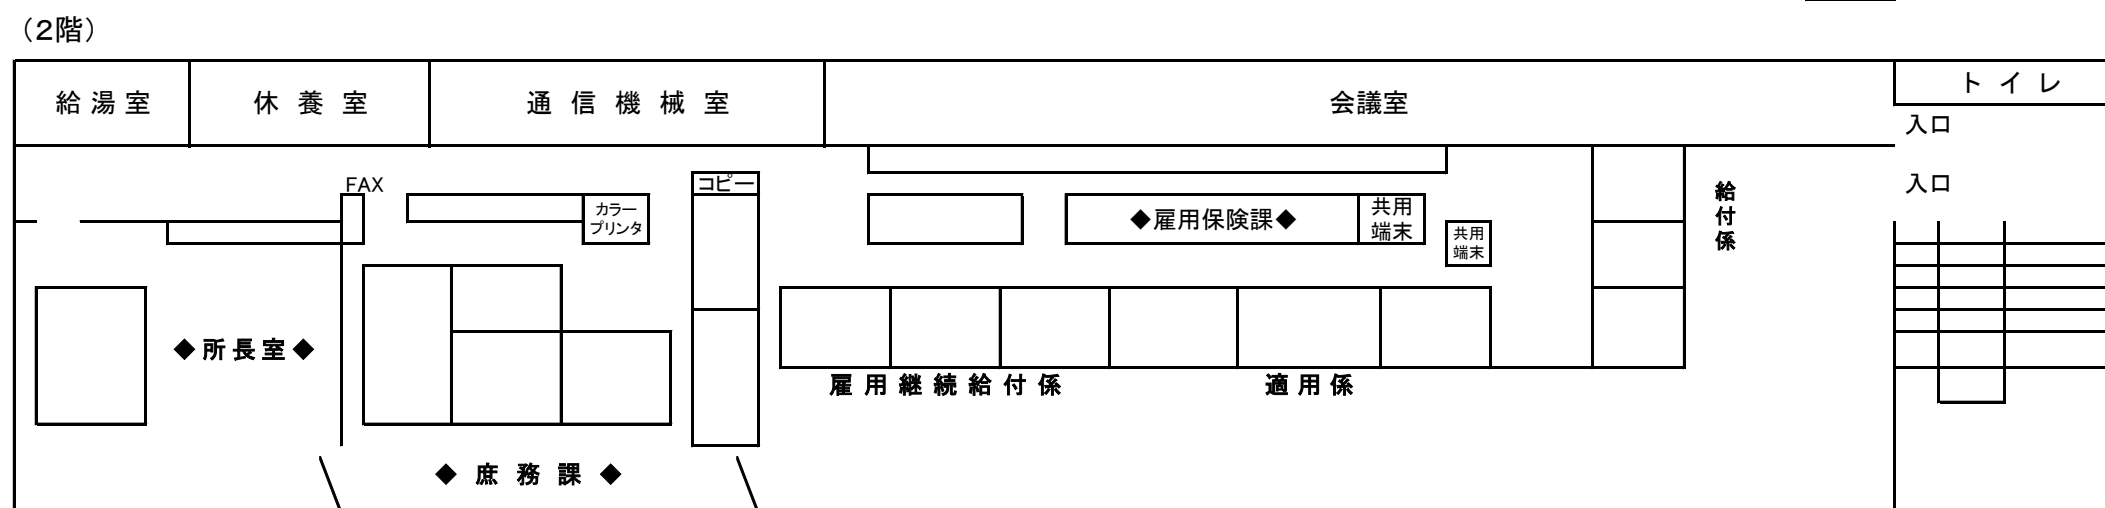 （２階）
給湯室
休養室
通信機械室
会議室
トイレ
入口
入口
FAX
カラー
プリンタ
コピー
◆雇用保険課◆
共用
端末
共用
端末
給付係
◆所長室◆
雇用継続給付係
適用係
◆庶務課◆